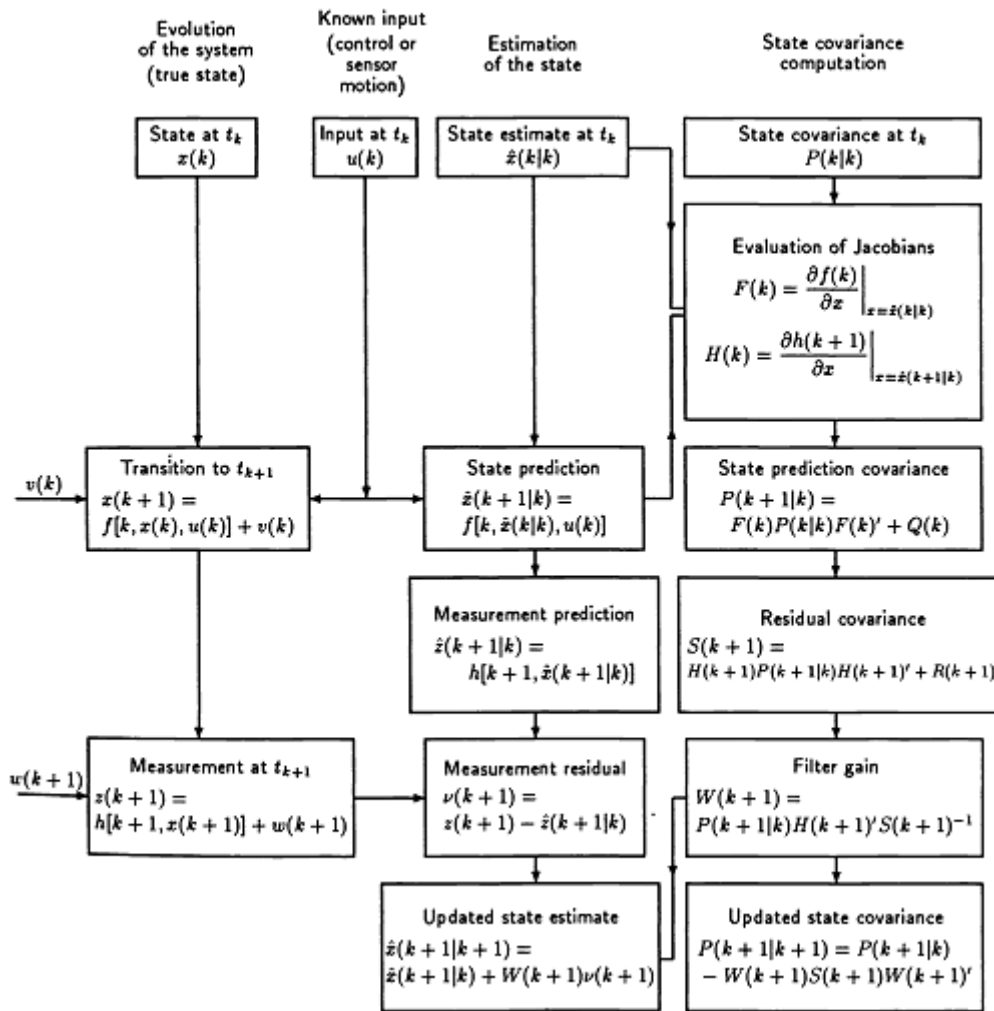 Evolution
of the system
(true state)
Known input
(control or
sensor
motion)
Estimation
of the state
State covariance
computation
State at t_k
x(k)
Input at t_k
u(k)
State estimate at t_k
x̂(k|k)
State covariance at t_k
P(k|k)
Evaluation of Jacobians
F(k) = ∂f(k)/∂x |x=x̂(k|k)
H(k) = ∂h(k+1)/∂x |x=x̂(k+1|k)
v(k)
Transition to t_{k+1}
x(k+1) =
f[k, x(k), u(k)] + v(k)
State prediction
x̂(k+1|k) =
f[k, x̂(k|k), u(k)]
State prediction covariance
P(k+1|k) =
F(k)P(k|k)F(k)′ + Q(k)
Measurement prediction
ẑ(k+1|k) =
h[k+1, x̂(k+1|k)]
Residual covariance
S(k+1) =
H(k+1)P(k+1|k)H(k+1)′ + R(k+1)
w(k+1)
Measurement at t_{k+1}
z(k+1) =
h[k+1, x(k+1)] + w(k+1)
Measurement residual
ν(k+1) =
z(k+1) − ẑ(k+1|k)
Filter gain
W(k+1) =
P(k+1|k)H(k+1)′S(k+1)⁻¹
Updated state estimate
x̂(k+1|k+1) =
x̂(k+1|k) + W(k+1)ν(k+1)
Updated state covariance
P(k+1|k+1) = P(k+1|k)
− W(k+1)S(k+1)W(k+1)′